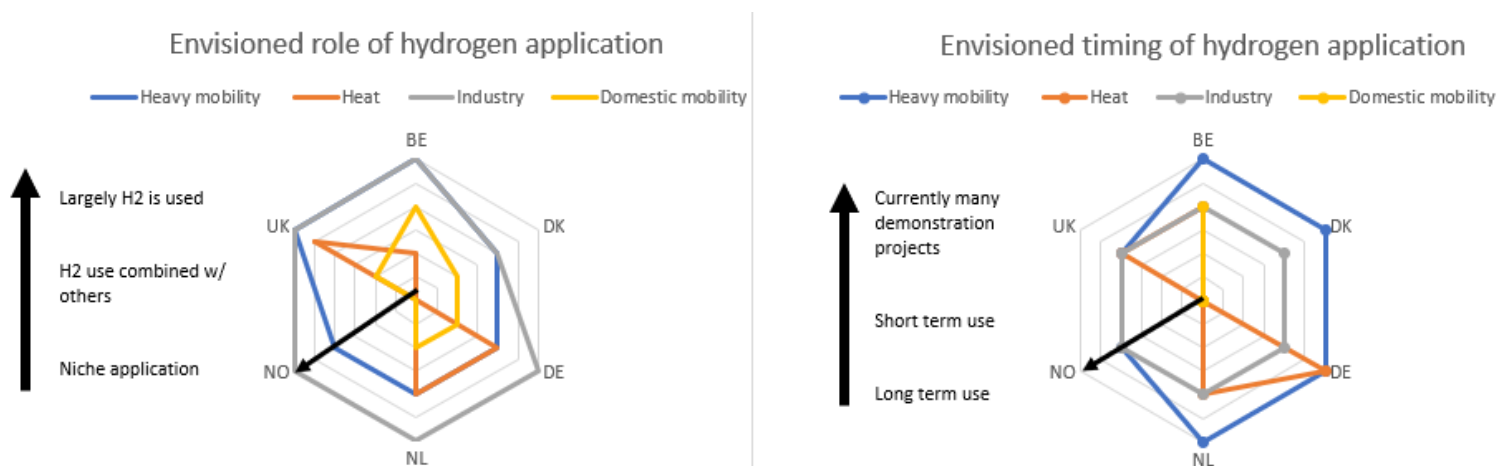 Envisioned role of hydrogen application
Heavy mobility Heat Industry Domestic mobility
BE
DK
DE
NL
NO
UK
Largely H2 is used
H2 use combined w/
others
Niche application
Envisioned timing of hydrogen application
Heavy mobility Heat Industry Domestic mobility
BE
DK
DE
NL
NO
UK
Currently many
demonstration
projects
Short term use
Long term use